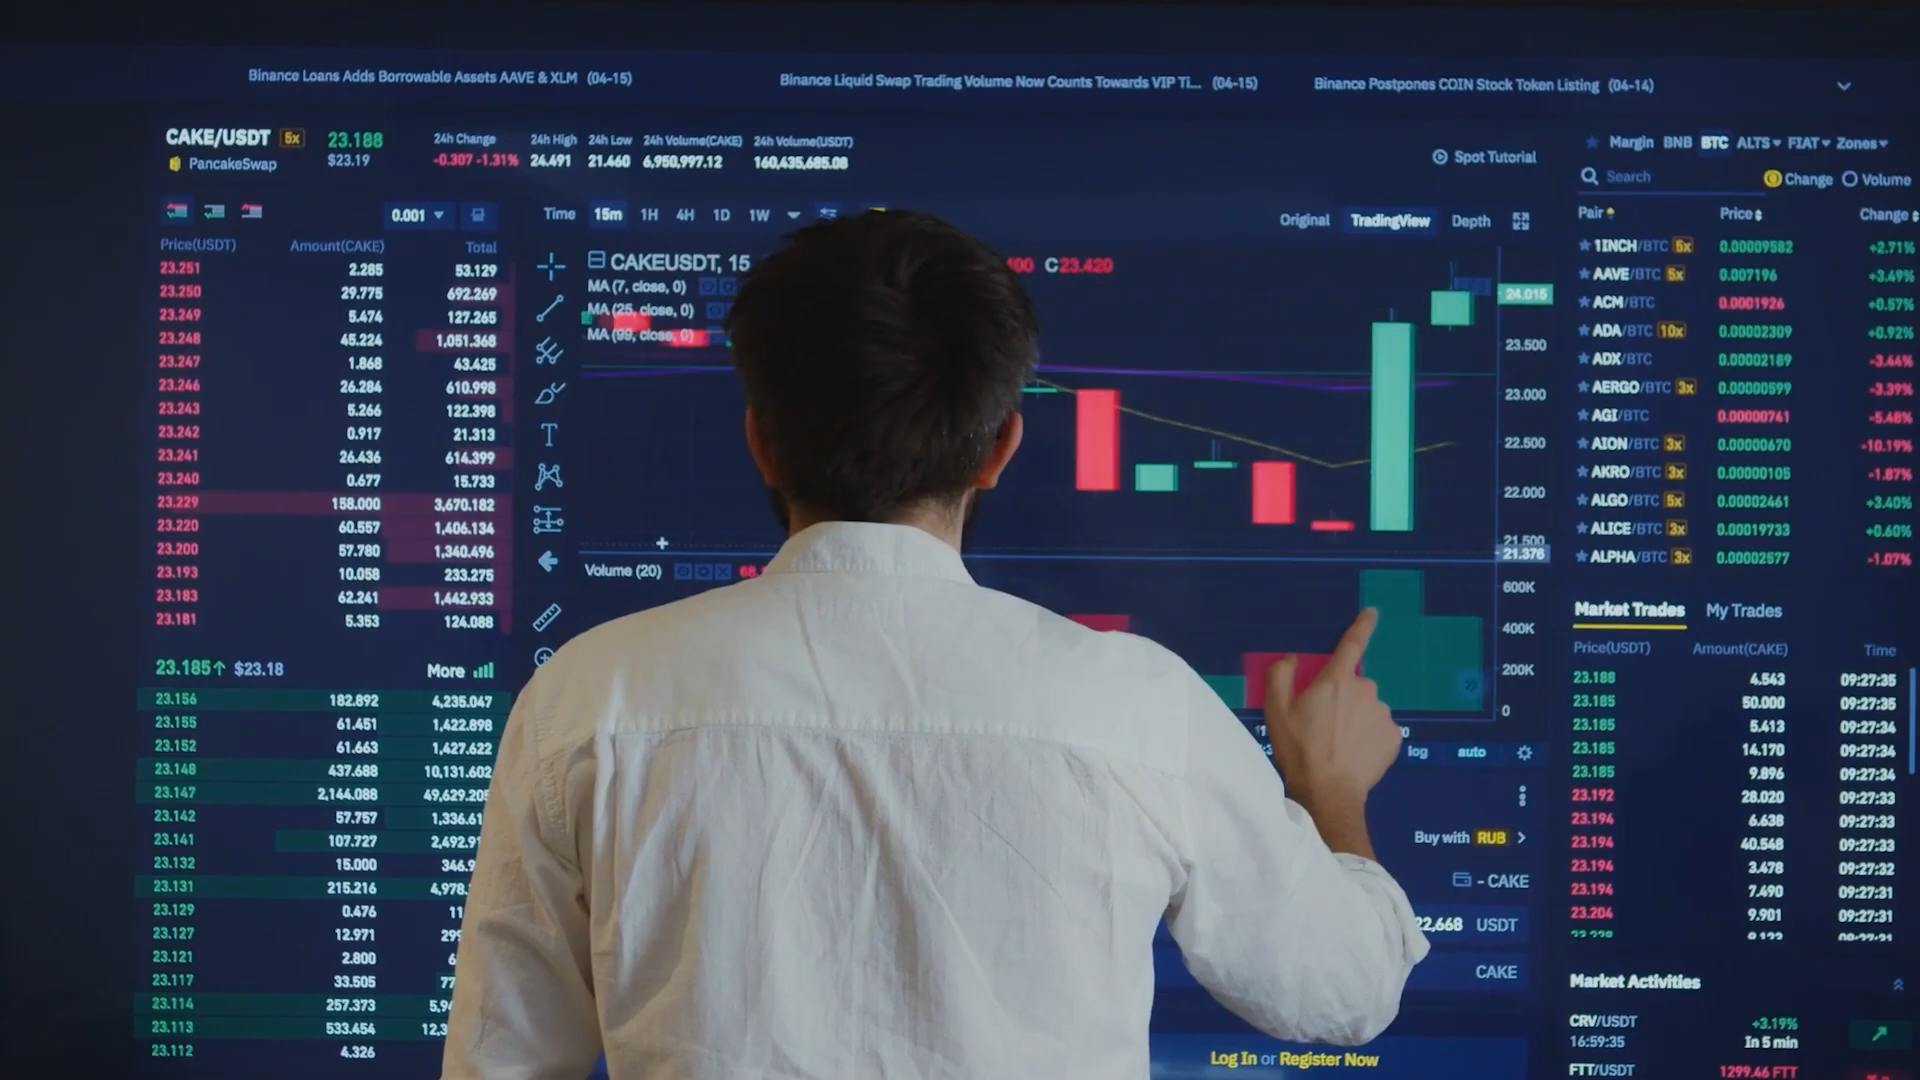 Binance Loans Adds Borrowable Assets AAVE & XLM (04-15)
Binance Liquid Swap Trading Volume Now Counts Towards VIP Ti... (04-15)
Binance Postpones COIN Stock Token Listing (04-14)
CAKE/USDT 5x 23.188
PancakeSwap $23.19
24h Change 24h High 24h Low 24h Volume(CAKE) 24h Volume(USDT)
-0.307 -1.31% 24.491 21.460 6,950,997.12 160,435,685.08
Spot Tutorial
0.001
Price(USDT) Amount(CAKE) Total
23.251 2.285 53.129
23.250 29.775 692.269
23.249 5.474 127.265
23.248 45.224 1,051.368
23.247 1.868 43.425
23.246 26.284 610.998
23.243 5.266 122.398
23.242 0.917 21.313
23.241 26.436 614.399
23.240 0.677 15.733
23.229 158.000 3,670.182
23.220 60.557 1,406.134
23.200 57.780 1,340.496
23.193 10.058 233.275
23.183 62.241 1,442.933
23.181 5.353 124.088
23.185↑ $23.18 More
23.156 182.892 4,235.047
23.155 61.451 1,422.898
23.152 61.663 1,427.622
23.148 437.688 10,131.602
23.147 2,144.088 49,629.205
23.142 57.757 1,336.61
23.141 107.727 2,492.9
23.132 15.000 346.9
23.131 215.216 4,978.
23.129 0.476 11
23.127 12.971 299
23.121 2.800 6
23.117 33.505 77
23.114 257.373 5,94
23.113 533.454 12,3
23.112 4.326
Time 15m 1H 4H 1D 1W
Original TradingView Depth
CAKEUSDT, 15
400 C23.420
MA (7, close, 0)
MA (25, close, 0)
MA (99, close, 0)
24.015
23.500
23.000
22.500
22.000
21.500
21.376
Volume (20) 68.
600K
400K
200K
0
log auto
Buy with RUB
- CAKE
22,668 USDT
CAKE
Log In or Register Now
Margin BNB BTC ALTS FIAT Zones
Search Change Volume
Pair Price Change
1INCH/BTC 5x 0.00009582 +2.71%
AAVE/BTC 5x 0.007196 +3.49%
ACM/BTC 0.0001926 +0.57%
ADA/BTC 10x 0.00002309 +0.92%
ADX/BTC 0.00002189 -3.44%
AERGO/BTC 3x 0.00000599 -3.39%
AGI/BTC 0.00000741 -5.48%
AION/BTC 3x 0.00000670 -10.19%
AKRO/BTC 3x 0.00000105 -1.87%
ALGO/BTC 5x 0.00002461 +3.40%
ALICE/BTC 3x 0.00019733 +0.60%
ALPHA/BTC 3x 0.00002577 -1.07%
Market Trades My Trades
Price(USDT) Amount(CAKE) Time
23.188 4.543 09:27:35
23.185 50.000 09:27:35
23.185 5.413 09:27:34
23.185 14.170 09:27:34
23.185 9.896 09:27:34
23.192 28.020 09:27:33
23.194 6.638 09:27:33
23.194 40.548 09:27:33
23.194 3.478 09:27:32
23.194 7.490 09:27:31
23.204 9.901 09:27:31
Market Activities
CRV/USDT +3.19%
16:59:35 In 5 min
FTT/USDT 1299.46 FTT